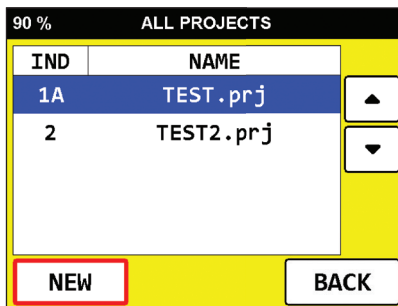 90 % ALL PROJECTS
IND NAME
1A TEST.prj
2 TEST2.prj
NEW BACK